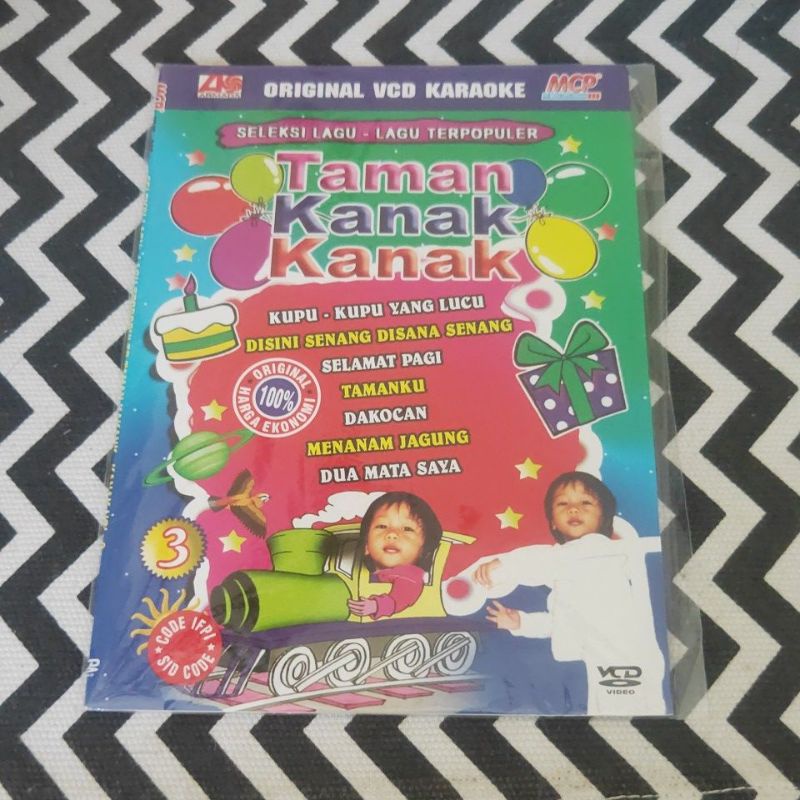 ORIGINAL VCD KARAOKE
MCP
SELEKSI LAGU - LAGU TERPOPULER
Taman
Kanak
Kanak
KUPU - KUPU YANG LUCU
DISINI SENANG DISANA SENANG
SELAMAT PAGI
TAMANKU
DAKOCAN
MENANAM JAGUNG
DUA MATA SAYA
ORIGINAL
100%
HARGA EKONOMI
3
CODE IFPI
SID CODE
VCD
VIDEO